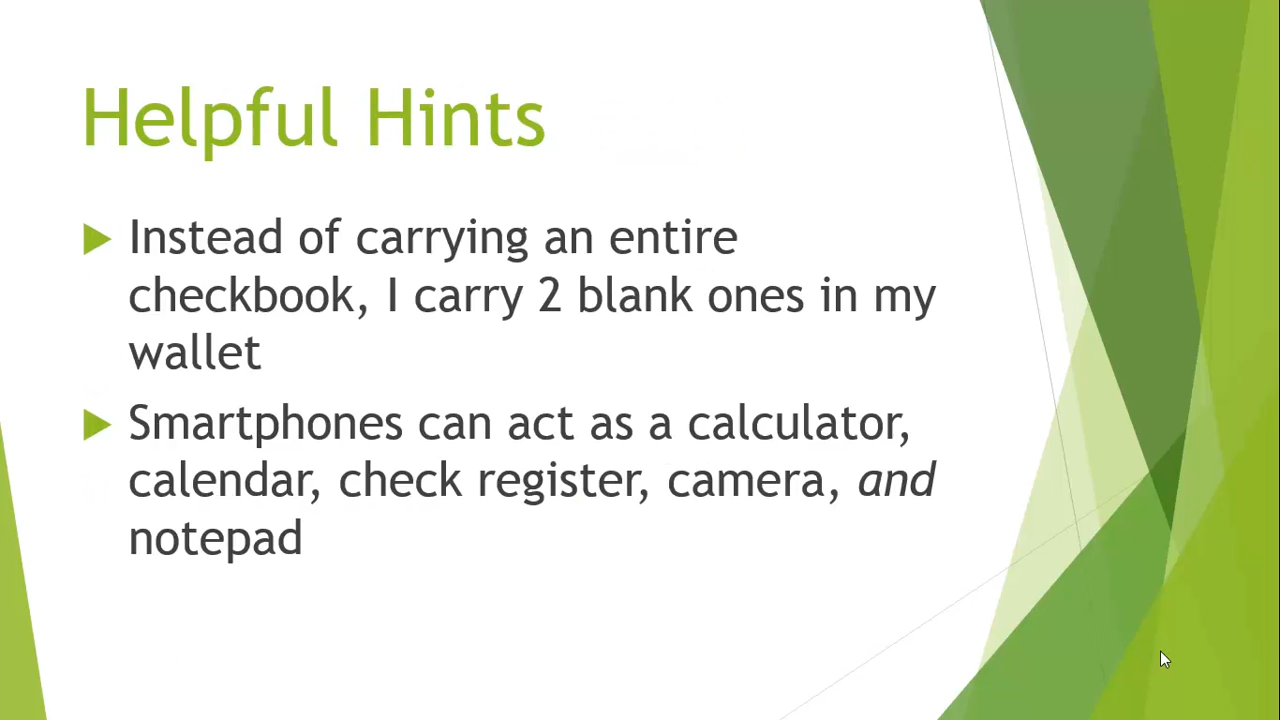 Helpful Hints
Instead of carrying an entire
checkbook, I carry 2 blank ones in my
wallet
Smartphones can act as a calculator,
calendar, check register, camera, and
notepad